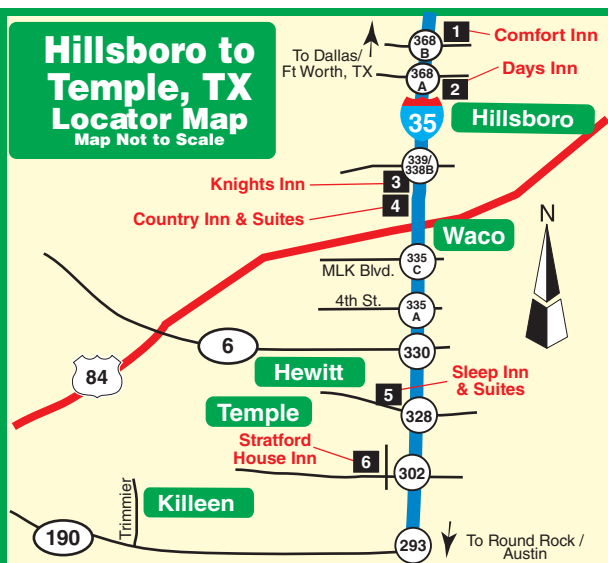 Hillsboro to
Temple, TX
Locator Map
Map Not to Scale
To Dallas/
Ft Worth, TX
368
B
1
Comfort Inn
368
A
2
Days Inn
35
Hillsboro
339/
338B
Knights Inn
3
Country Inn & Suites
4
N
Waco
335
C
MLK Blvd.
4th St.
335
A
6
330
84
Hewitt
Sleep Inn
& Suites
5
Temple
328
Stratford
House Inn
6
302
Trimmier
Killeen
190
293
To Round Rock /
Austin